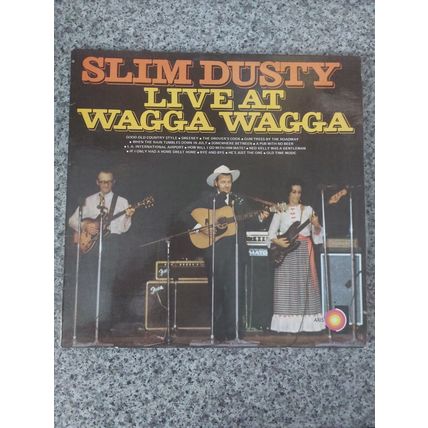 SLIM DUSTY
LIVE AT
WAGGA WAGGA
GOOD OLD COUNTRY STYLE • SWEENEY • THE DROVER'S COOK • GUM TREES BY THE ROADWAY
• WHEN THE RAIN TUMBLES DOWN IN JULY • SOMEWHERE BETWEEN • A PUB WITH NO BEER
• L.A. INTERNATIONAL AIRPORT • HOW WILL I GO WITH HIM MATE? • NED KELLY WAS A GENTLEMAN
• IF I ONLY HAD A HOME SWEET HOME • BYE AND BYE • HE'S JUST THE ONE • OLD TIME MUSIC
Fender